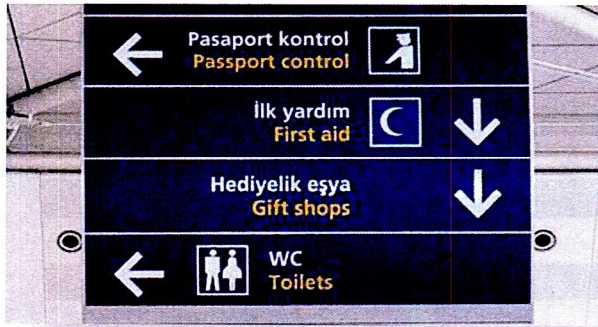 Pasaport kontrol
Passport control
İlk yardım
First aid
Hediyelik eşya
Gift shops
WC
Toilets